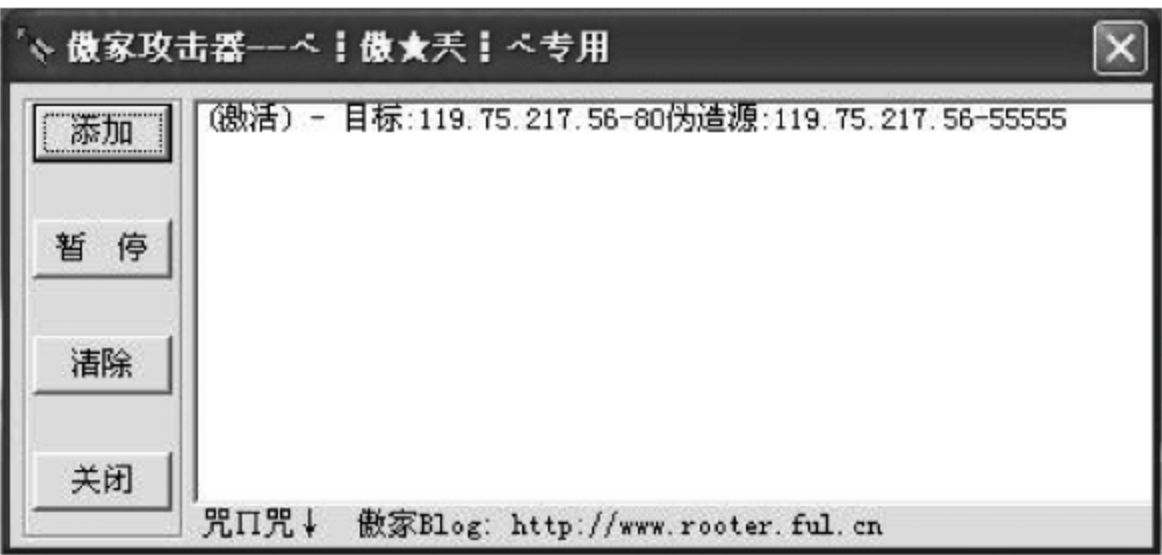 傲家攻击器--ペ┇傲★天┇ペ专用
添加
(激活) - 目标:119.75.217.56-80伪造源:119.75.217.56-55555
暂 停
清除
关闭
咒∏咒↓ 傲家Blog: http://www.rooter.ful.cn